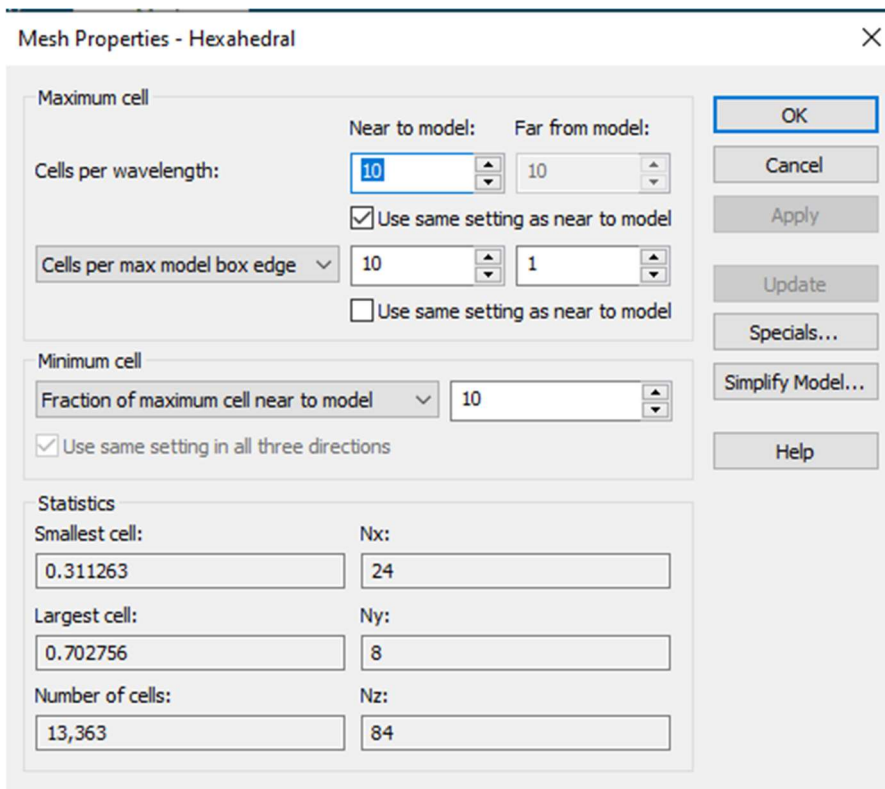 Mesh Properties - Hexahedral
Maximum cell
Near to model: Far from model:
Cells per wavelength: 10 10
Use same setting as near to model
Cells per max model box edge 10 1
Use same setting as near to model
Minimum cell
Fraction of maximum cell near to model 10
Use same setting in all three directions
Statistics
Smallest cell: Nx:
0.311263 24
Largest cell: Ny:
0.702756 8
Number of cells: Nz:
13,363 84
OK
Cancel
Apply
Update
Specials...
Simplify Model...
Help